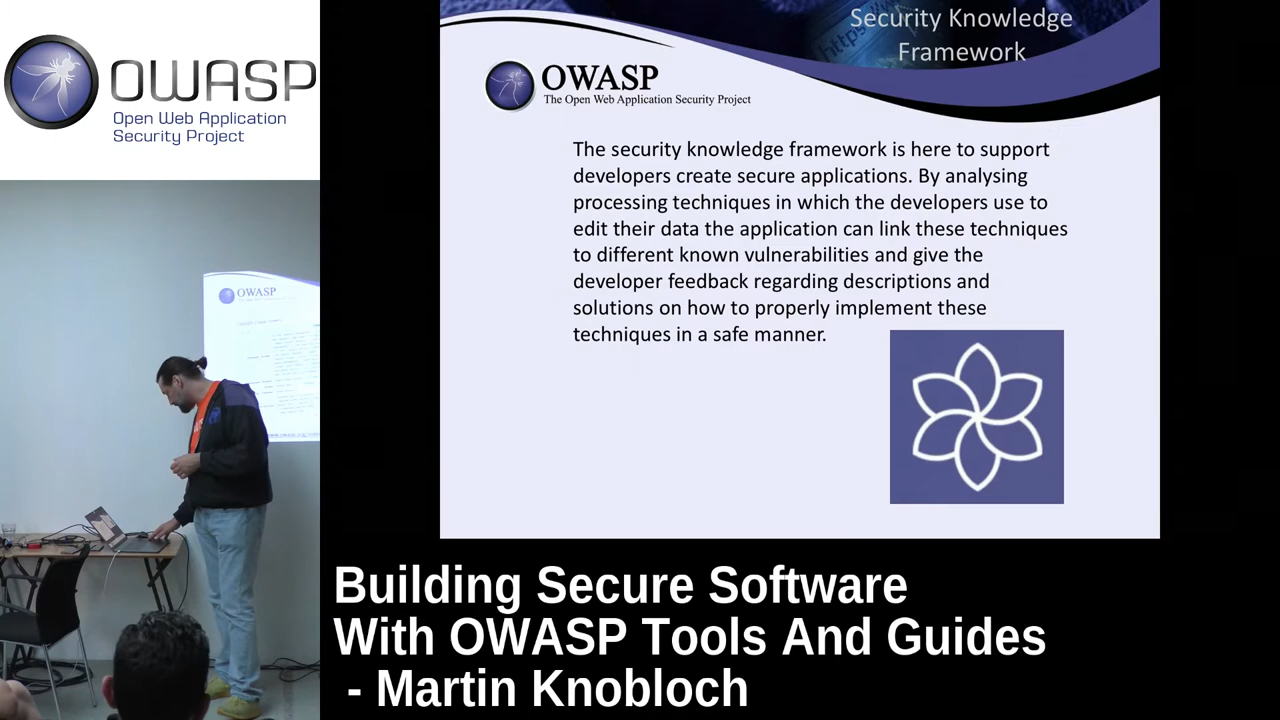 OWASP
Open Web Application
Security Project
Security Knowledge
Framework
OWASP
The Open Web Application Security Project
The security knowledge framework is here to support
developers create secure applications. By analysing
processing techniques in which the developers use to
edit their data the application can link these techniques
to different known vulnerabilities and give the
developer feedback regarding descriptions and
solutions on how to properly implement these
techniques in a safe manner.
OWASP
Building Secure Software
With OWASP Tools And Guides
- Martin Knobloch